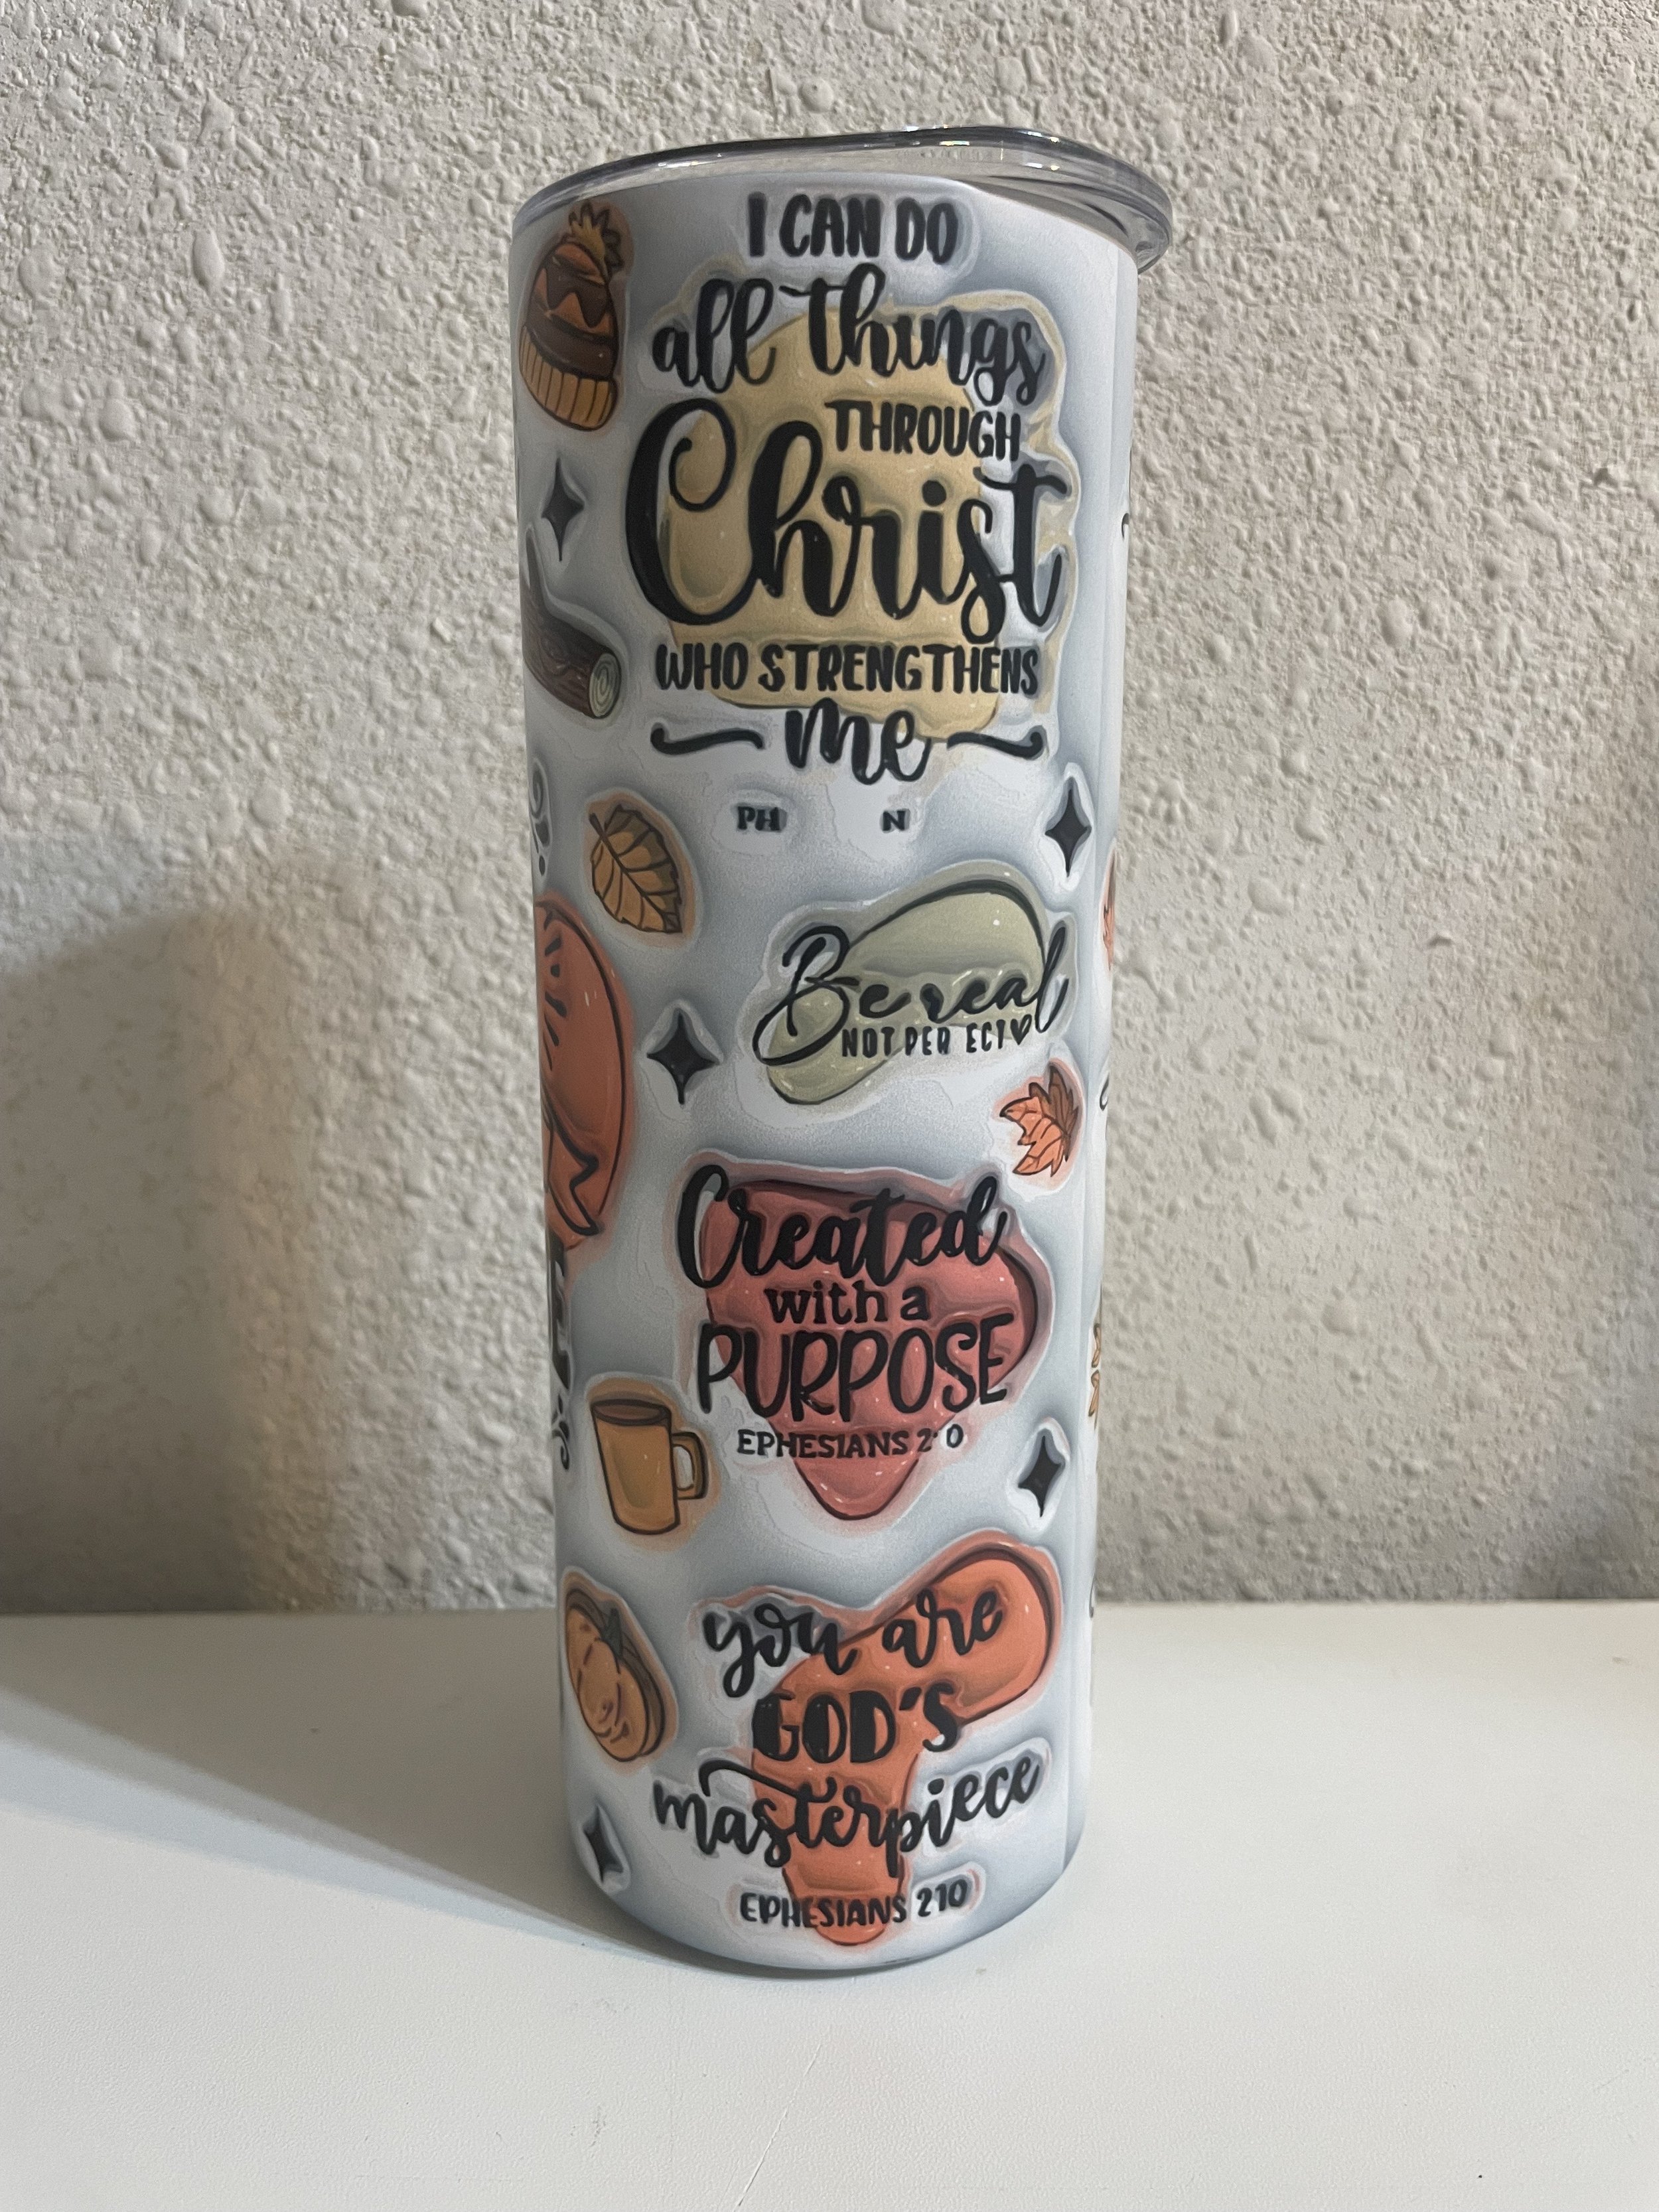 I CAN DO
all things
THROUGH
Christ
WHO STRENGTHENS
me
PH N
Be real
NOT PER ECT
Created
with a
PURPOSE
EPHESIANS 2 0
you are
GOD'S
masterpiece
EPHESIANS 210